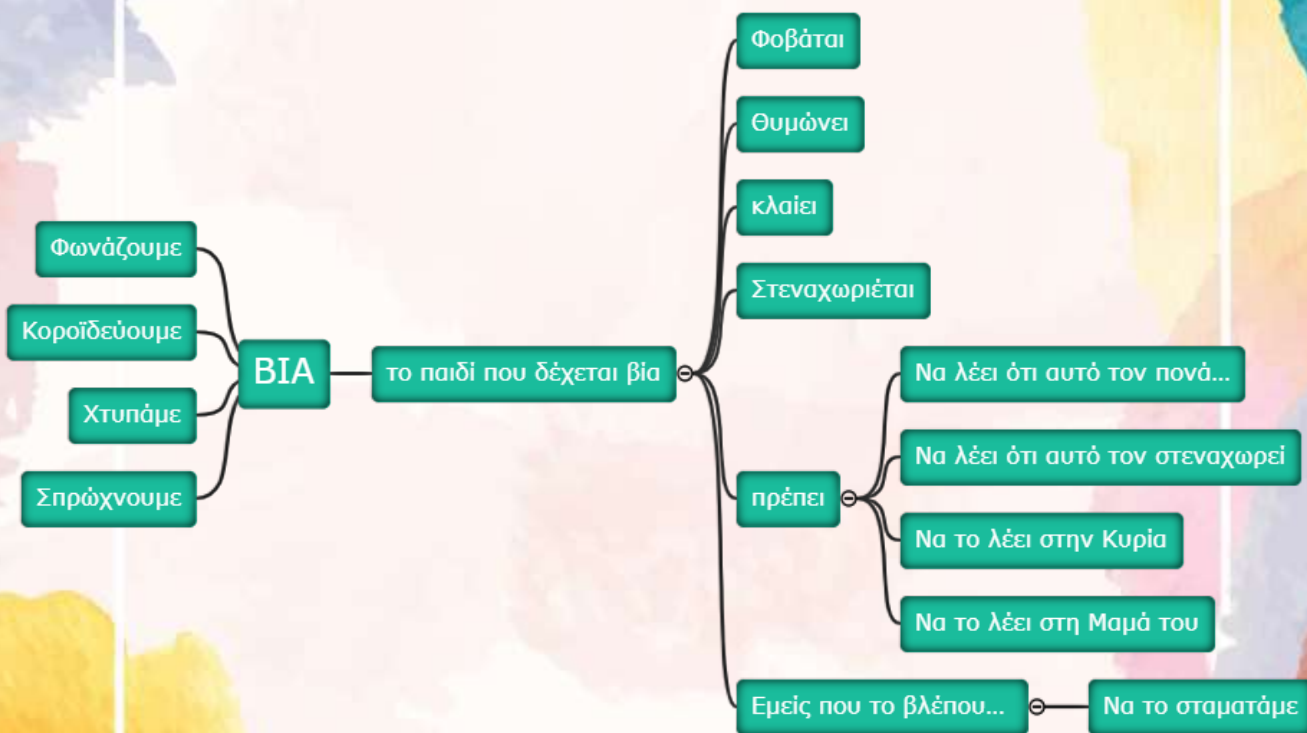 Φωνάζουμε
Κοροϊδεύουμε
Χτυπάμε
Σπρώχνουμε
ΒΙΑ
το παιδί που δέχεται βία
Φοβάται
Θυμώνει
κλαίει
Στεναχωριέται
πρέπει
Να λέει ότι αυτό τον πονά...
Να λέει ότι αυτό τον στεναχωρεί
Να το λέει στην Κυρία
Να το λέει στη Μαμά του
Εμείς που το βλέπου...
Να το σταματάμε